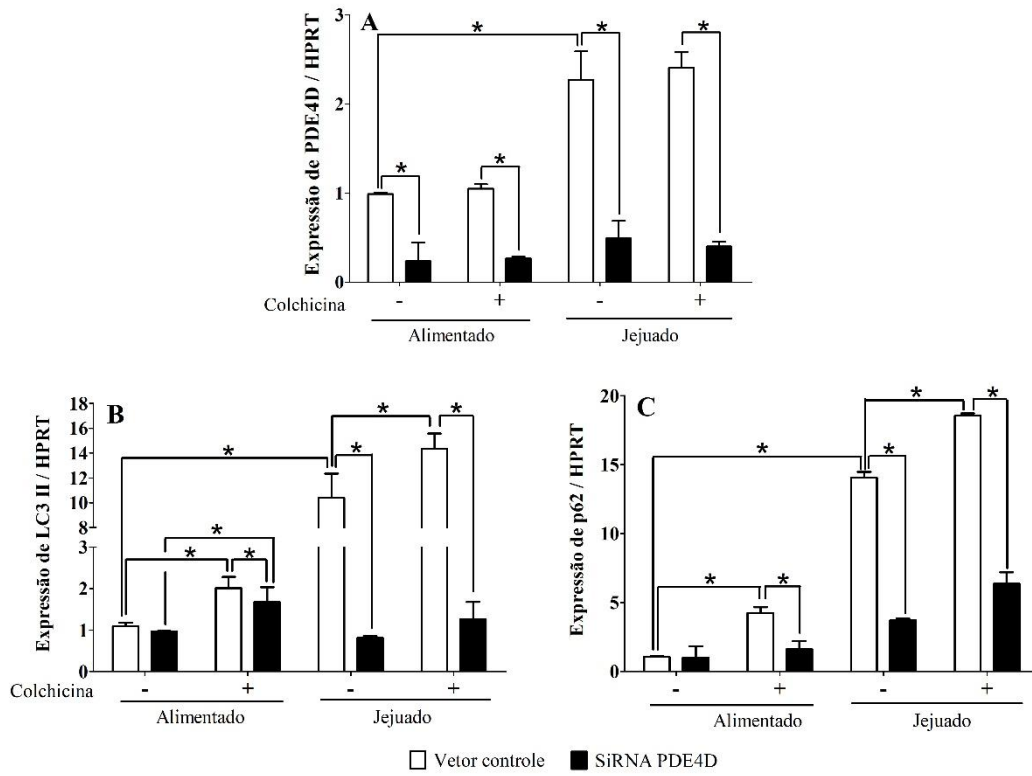 A
Expressão de PDE4D / HPRT
3
2
1
0
* * * * *
Colchicina - + - +
Alimentado Jejuado
B
Expressão de LC3 II / HPRT
18
16
14
12
10
8
3
2
1
0
* * * * * * *
Colchicina - + - +
Alimentado Jejuado
C
Expressão de p62 / HPRT
20
15
10
5
0
* * * * * *
- + - +
Alimentado Jejuado
Vetor controle SiRNA PDE4D